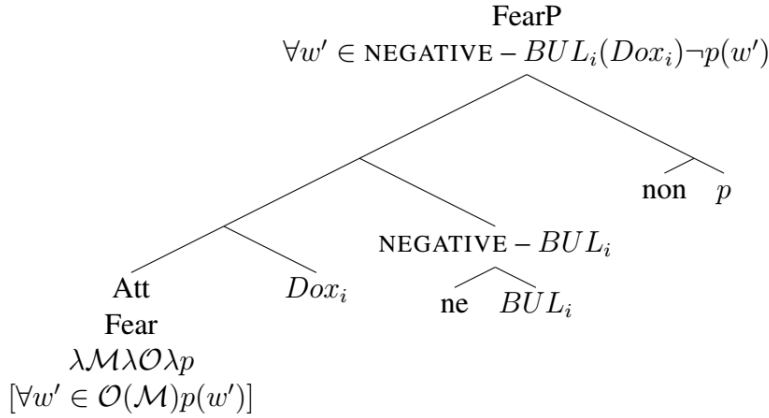 FearP
∀w′ ∈ NEGATIVE – BUL_i(Dox_i)¬p(w′)
non p
NEGATIVE – BUL_i
Att Dox_i ne BUL_i
Fear
λℳλ𝒪λp
[∀w′ ∈ 𝒪(ℳ)p(w′)]